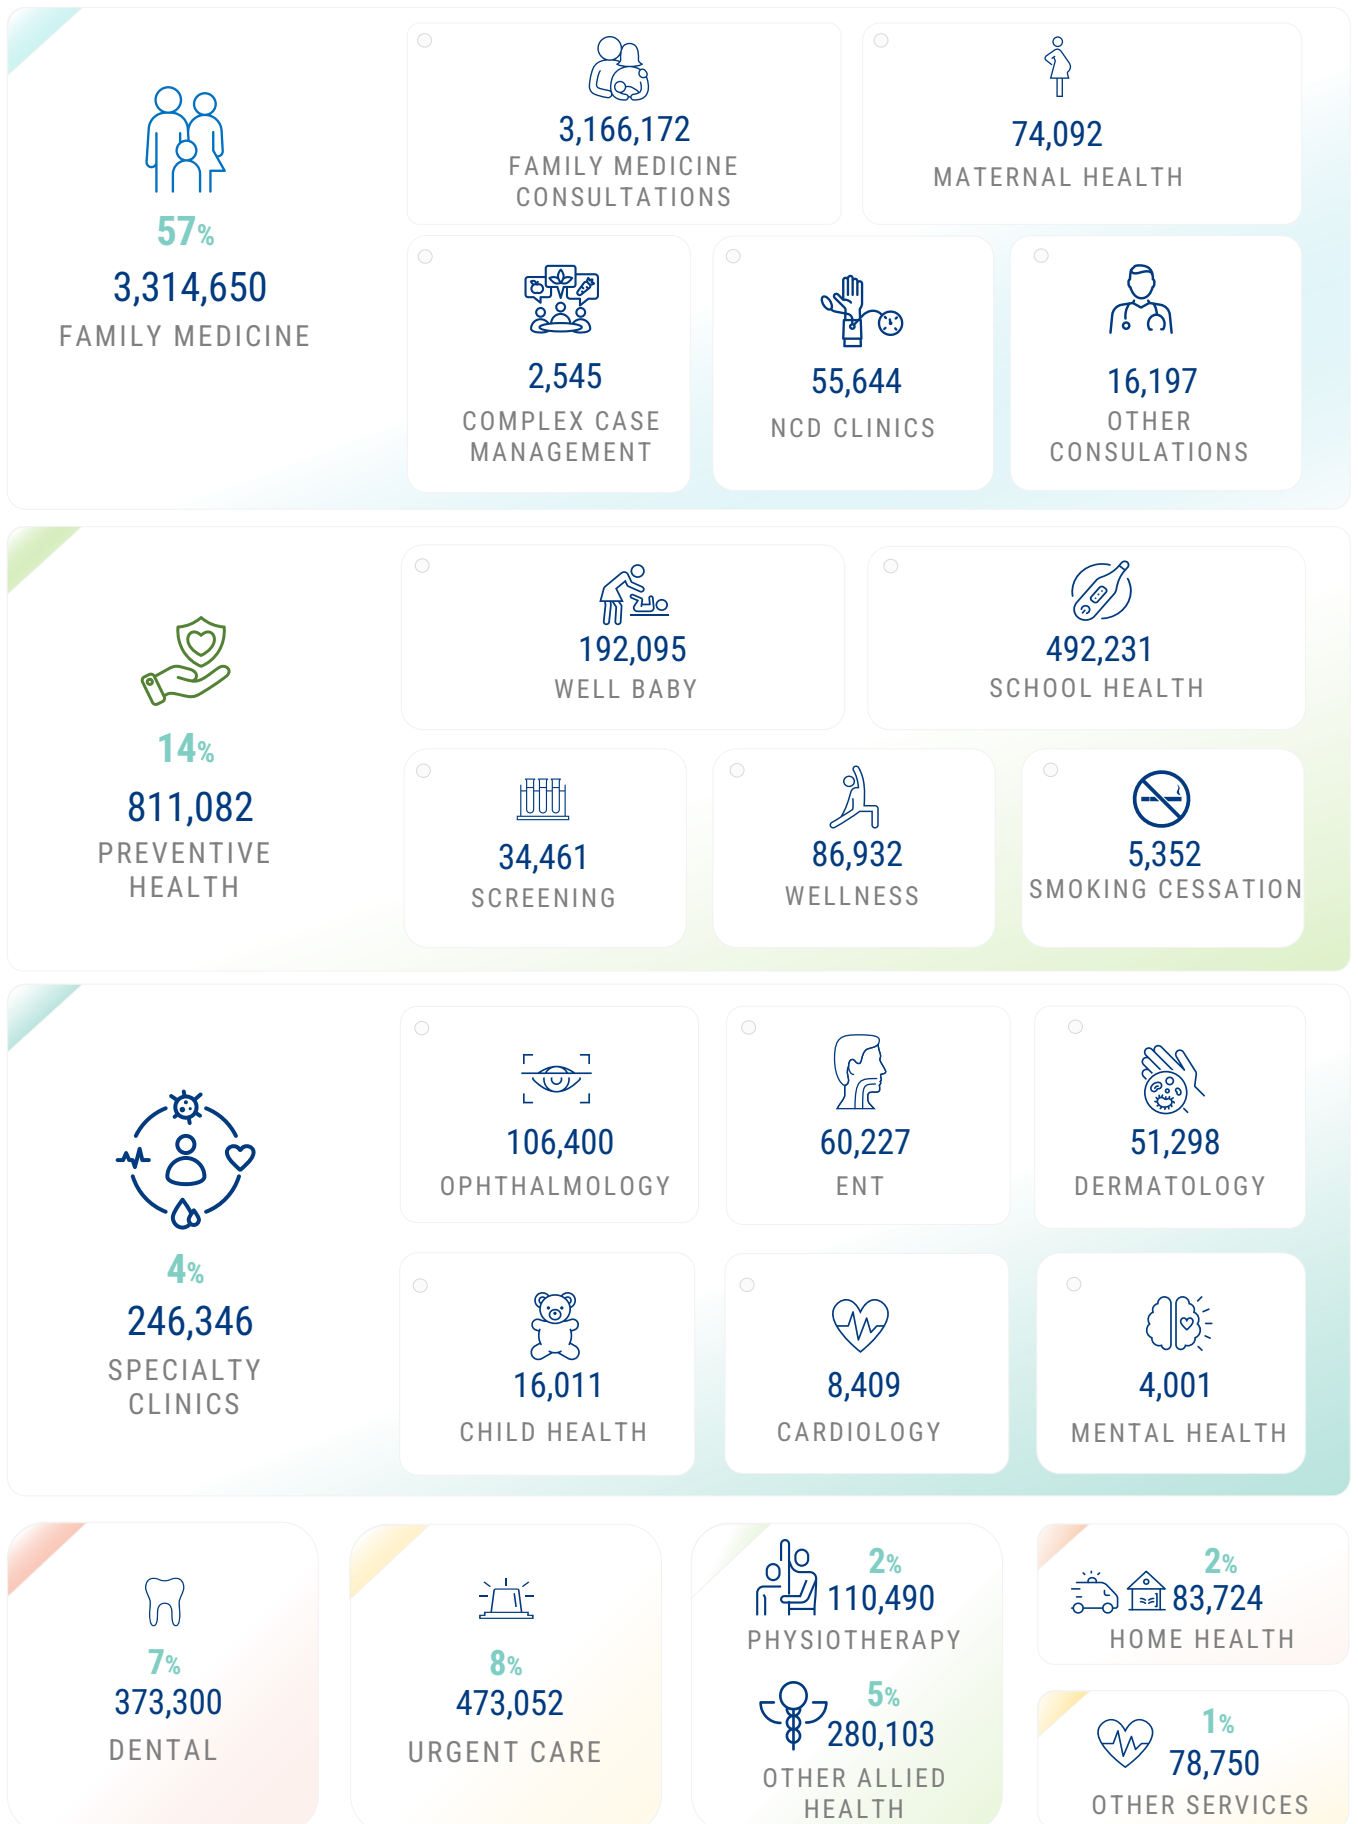 57%
3,314,650
FAMILY MEDICINE
3,166,172
FAMILY MEDICINE
CONSULTATIONS
74,092
MATERNAL HEALTH
2,545
COMPLEX CASE
MANAGEMENT
55,644
NCD CLINICS
16,197
OTHER
CONSULATIONS
14%
811,082
PREVENTIVE
HEALTH
192,095
WELL BABY
492,231
SCHOOL HEALTH
34,461
SCREENING
86,932
WELLNESS
5,352
SMOKING CESSATION
4%
246,346
SPECIALTY
CLINICS
106,400
OPHTHALMOLOGY
60,227
ENT
51,298
DERMATOLOGY
16,011
CHILD HEALTH
8,409
CARDIOLOGY
4,001
MENTAL HEALTH
7%
373,300
DENTAL
8%
473,052
URGENT CARE
2%
110,490
PHYSIOTHERAPY
5%
280,103
OTHER ALLIED
HEALTH
2%
83,724
HOME HEALTH
1%
78,750
OTHER SERVICES